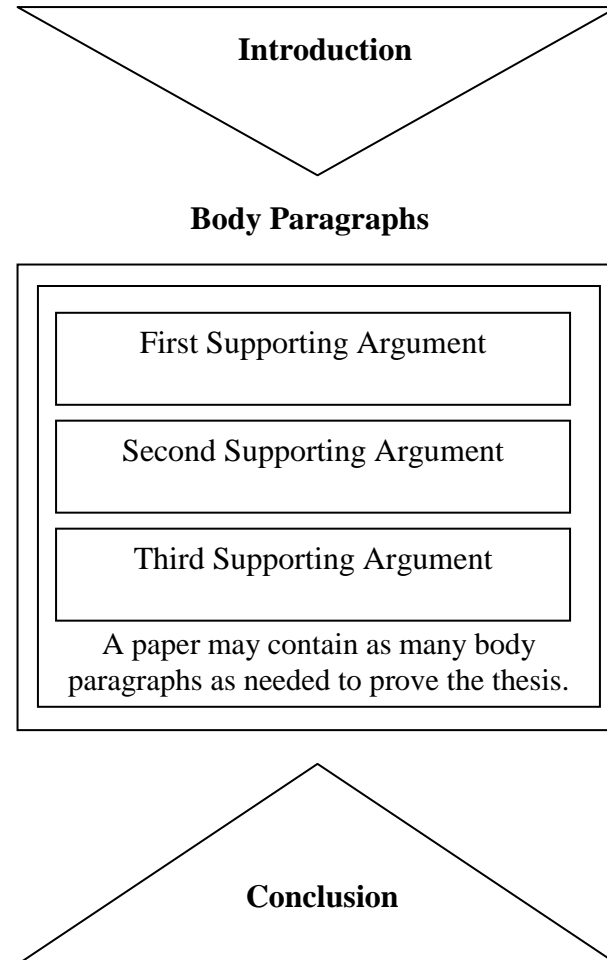 Introduction
Body Paragraphs
First Supporting Argument
Second Supporting Argument
Third Supporting Argument
A paper may contain as many body
paragraphs as needed to prove the thesis.
Conclusion